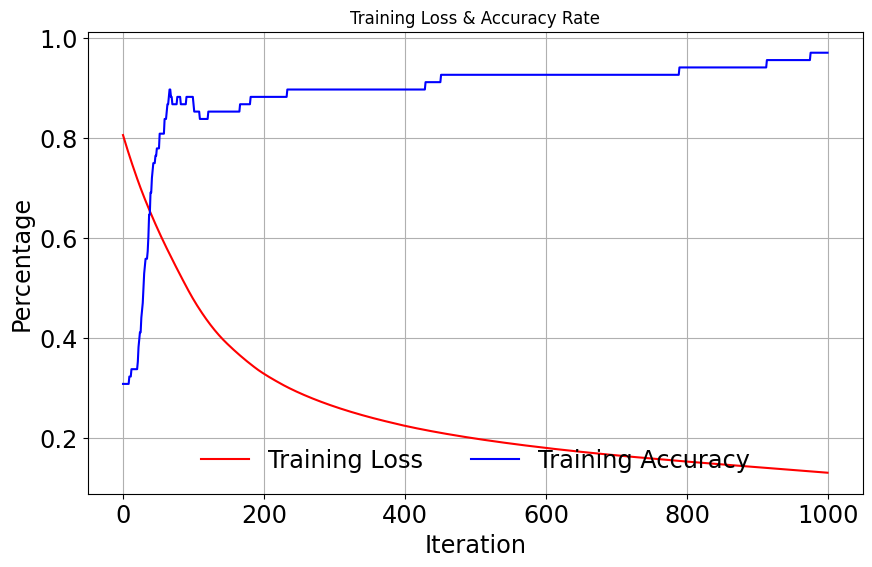 Training Loss & Accuracy Rate
1.0
0.8
0.6
0.4
0.2
Percentage
Training Loss
Training Accuracy
0 200 400 600 800 1000
Iteration